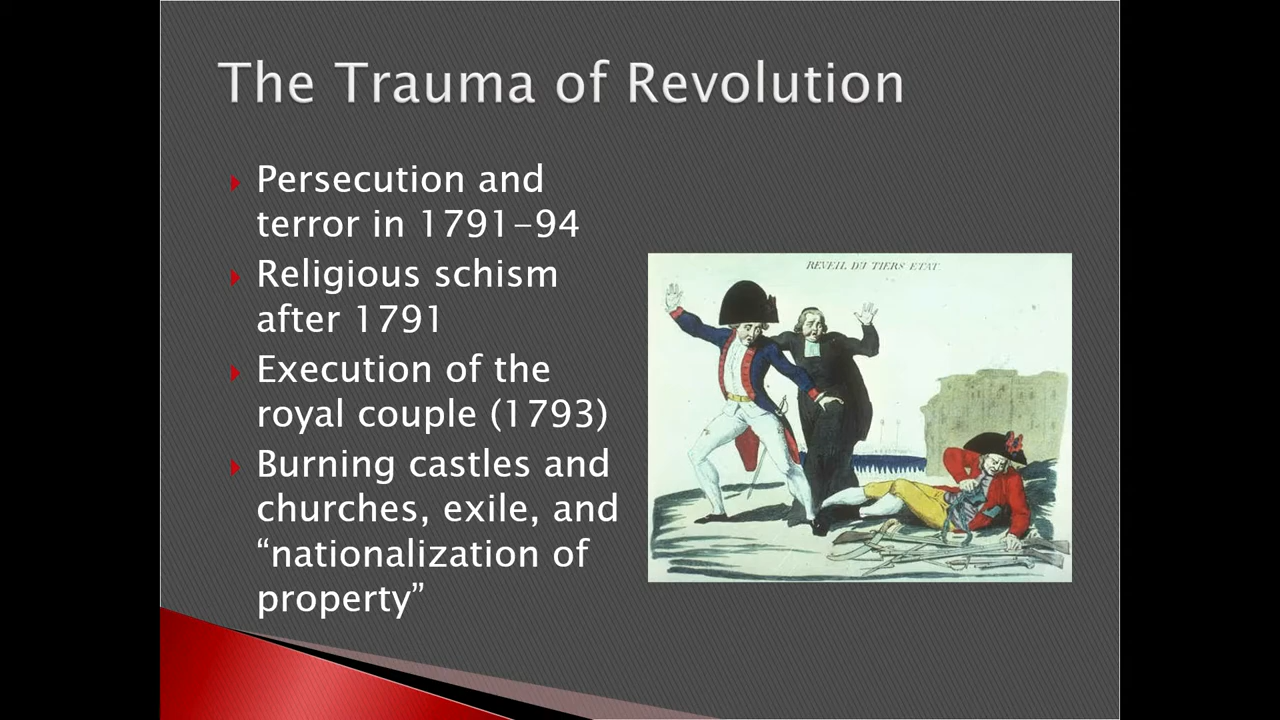 The Trauma of Revolution
Persecution and
terror in 1791-94
Religious schism
after 1791
Execution of the
royal couple (1793)
Burning castles and
churches, exile, and
“nationalization of
property”
REVEIL DU TIERS ETAT.